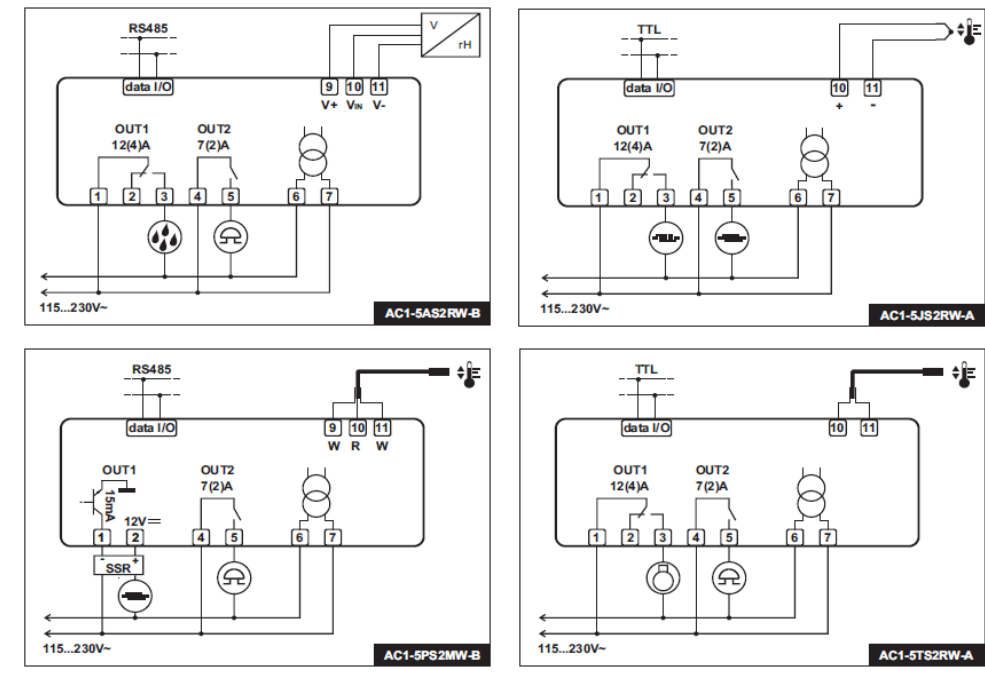 RS485
V
rH
data I/O
9 10 11
V+ VIN V-
OUT1 OUT2
12(4)A 7(2)A
1 2 3 4 5 6 7
115...230V~
AC1-5AS2RW-B
TTL
data I/O
10 11
+ -
OUT1 OUT2
12(4)A 7(2)A
1 2 3 4 5 6 7
115...230V~
AC1-5JS2RW-A
RS485
data I/O
9 10 11
W R W
OUT1 OUT2
7(2)A
15mA
12V
1 2 4 5 6 7
- +
SSR
115...230V~
AC1-5PS2MW-B
TTL
data I/O
10 11
OUT1 OUT2
12(4)A 7(2)A
1 2 3 4 5 6 7
115...230V~
AC1-5TS2RW-A